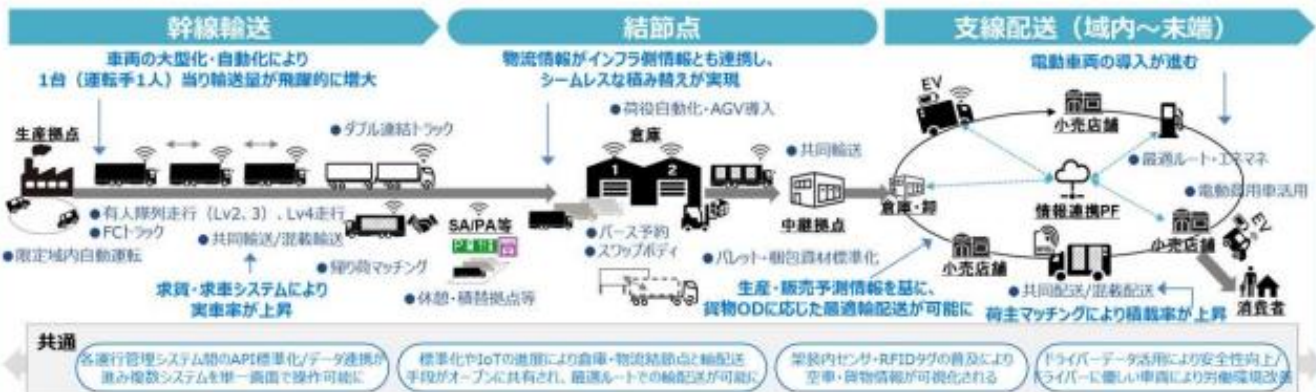 幹線輸送
結節点
支線配送（域内～末端）
車両の大型化・自動化により
1台（運転手1人）当り輸送量が飛躍的に増大
物流情報がインフラ側情報とも連携し、
シームレスな積み替えが実現
電動車両の導入が進む
生産拠点
●ダブル連結トラック
●荷役自動化・AGV導入
倉庫
1
2
●共同輸送
EV
小売店舗
●最適ルート・エネマネ
●電動商用車活用
●有人隊列走行（Lv2、3）、Lv4走行
●FCトラック
●共同輸送/混載輸送
●限定域内自動運転
SA/PA等
●帰り荷マッチング
●休憩・積替拠点等
●バース予約
●スワップボディ
中継拠点
●パレット・梱包資材標準化
倉庫・卸
情報連携PF
小売店舗
小売店舗
EV
●共同配送/混載配送
消費者
求貨・求車システムにより
実車率が上昇
生産・販売予測情報を基に、
貨物ODに応じた最適輸配送が可能に
荷主マッチングにより積載率が上昇
共通
各運行管理システム間のAPI標準化/データ連携が
進み複数システムを単一画面で操作可能に
標準化やIoTの進展により倉庫・物流結節点と輸配送
手段がオープンに共有され、最適ルートでの輸配送が可能に
架装内センサ・RFIDタグの普及により
空車・貨物情報が可視化される
ドライバーデータ活用により安全性向上/
ドライバーに優しい車両により労働環境改善